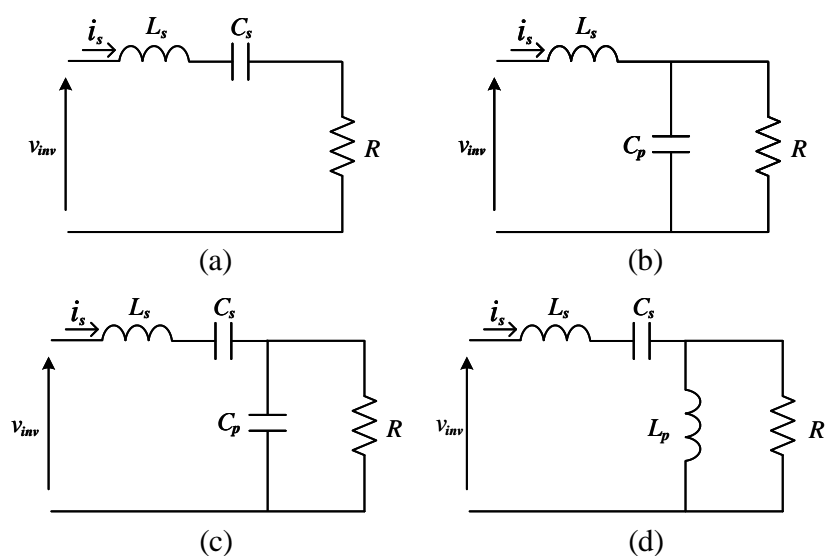 i_s L_s C_s
v_inv R
(a)
i_s L_s
v_inv C_p R
(b)
i_s L_s C_s
v_inv C_p R
(c)
i_s L_s C_s
v_inv L_p R
(d)